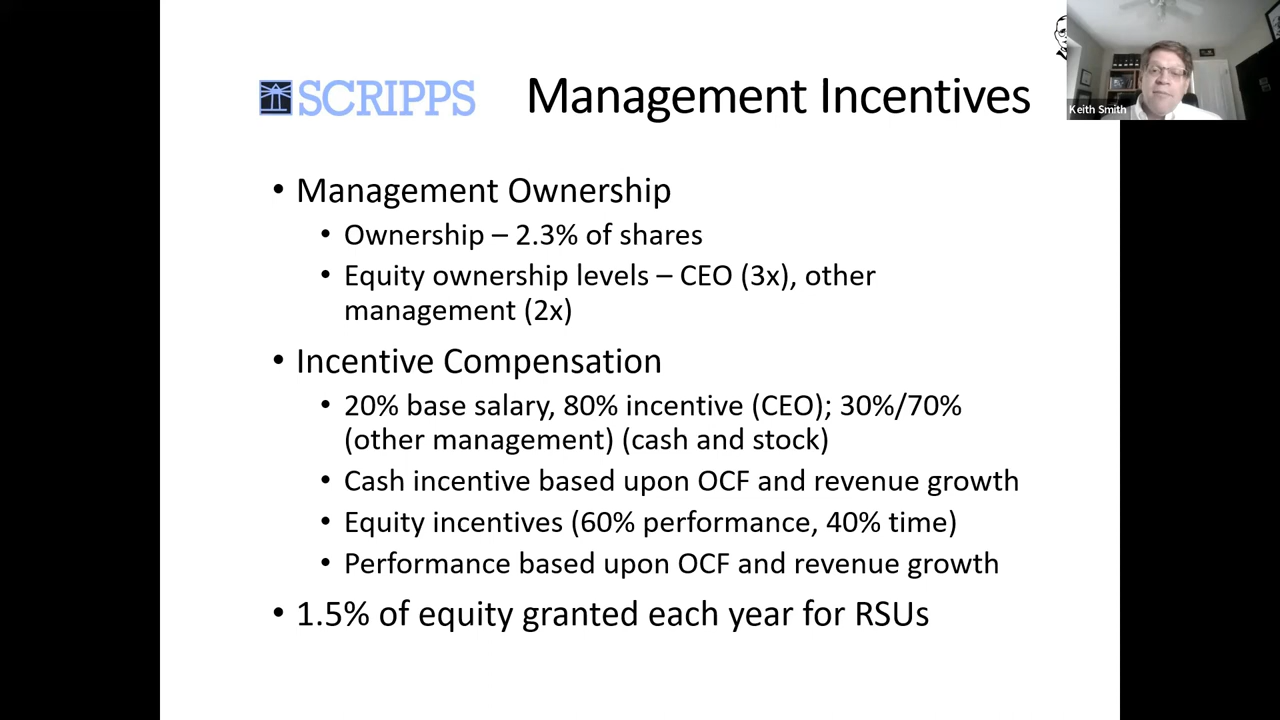 SCRIPPS Management Incentives
Keith Smith
• Management Ownership
• Ownership – 2.3% of shares
• Equity ownership levels – CEO (3x), other
management (2x)
• Incentive Compensation
• 20% base salary, 80% incentive (CEO); 30%/70%
(other management) (cash and stock)
• Cash incentive based upon OCF and revenue growth
• Equity incentives (60% performance, 40% time)
• Performance based upon OCF and revenue growth
• 1.5% of equity granted each year for RSUs